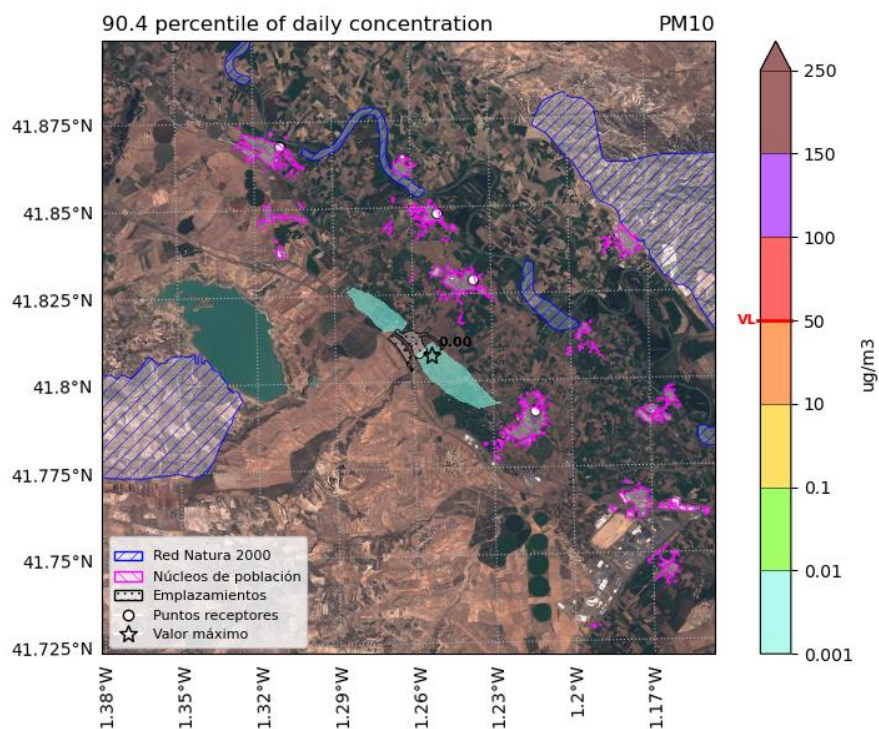 90.4 percentile of daily concentration PM10
41.875°N
41.85°N
41.825°N
41.8°N
41.775°N
41.75°N
41.725°N
0.00
Red Natura 2000
Núcleos de población
Emplazamientos
Puntos receptores
Valor máximo
1.38°W
1.35°W
1.32°W
1.29°W
1.26°W
1.23°W
1.2°W
1.17°W
250
150
100
VL
50
10
0.1
0.01
0.001
ug/m3